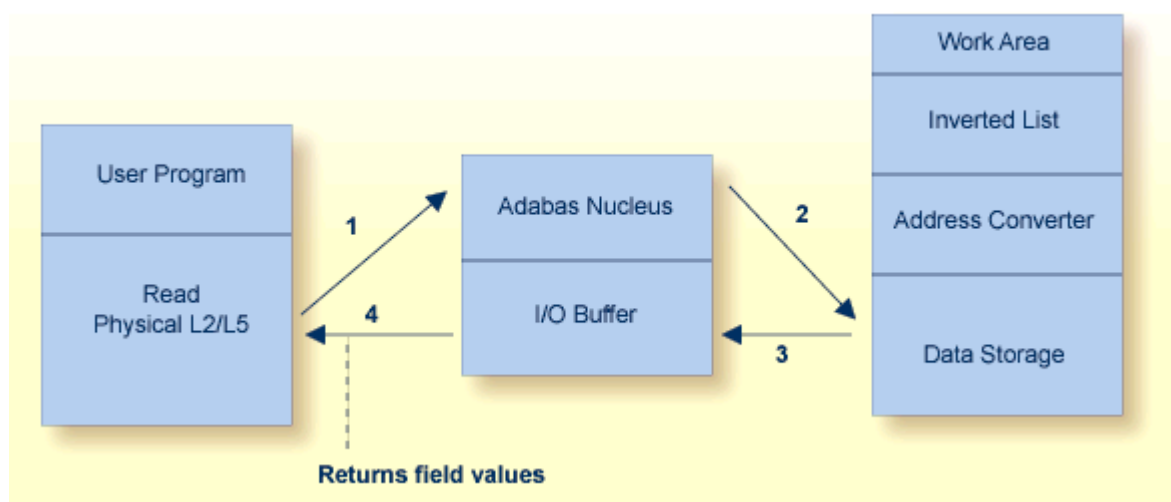 User Program
Read
Physical L2/L5
1
4
Returns field values
Adabas Nucleus
I/O Buffer
2
3
Work Area
Inverted List
Address Converter
Data Storage